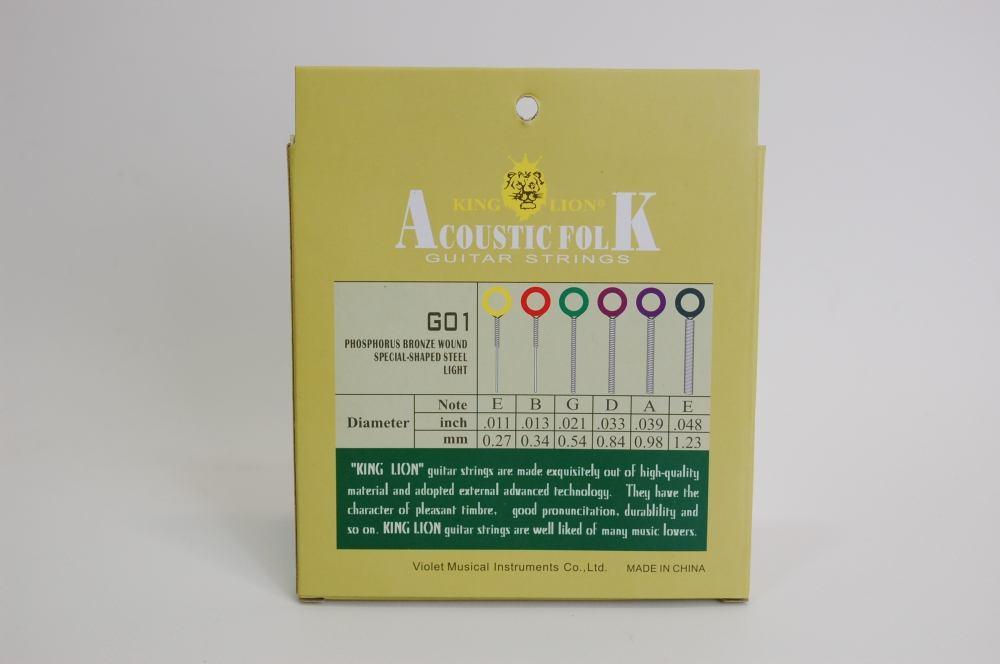 KING LION®
ACOUSTIC FOLK
GUITAR STRINGS
G01
PHOSPHORUS BRONZE WOUND
SPECIAL-SHAPED STEEL
LIGHT
Diameter
Note E B G D A E
inch .011 .013 .021 .033 .039 .048
mm 0.27 0.34 0.54 0.84 0.98 1.23
"KING LION" guitar strings are made exquisitely out of high-quality
material and adopted external advanced technology. They have the
character of pleasant timbre, good pronuncitation, durablility and
so on. KING LION guitar strings are well liked of many music lovers.
Violet Musical Instruments Co.,Ltd. MADE IN CHINA